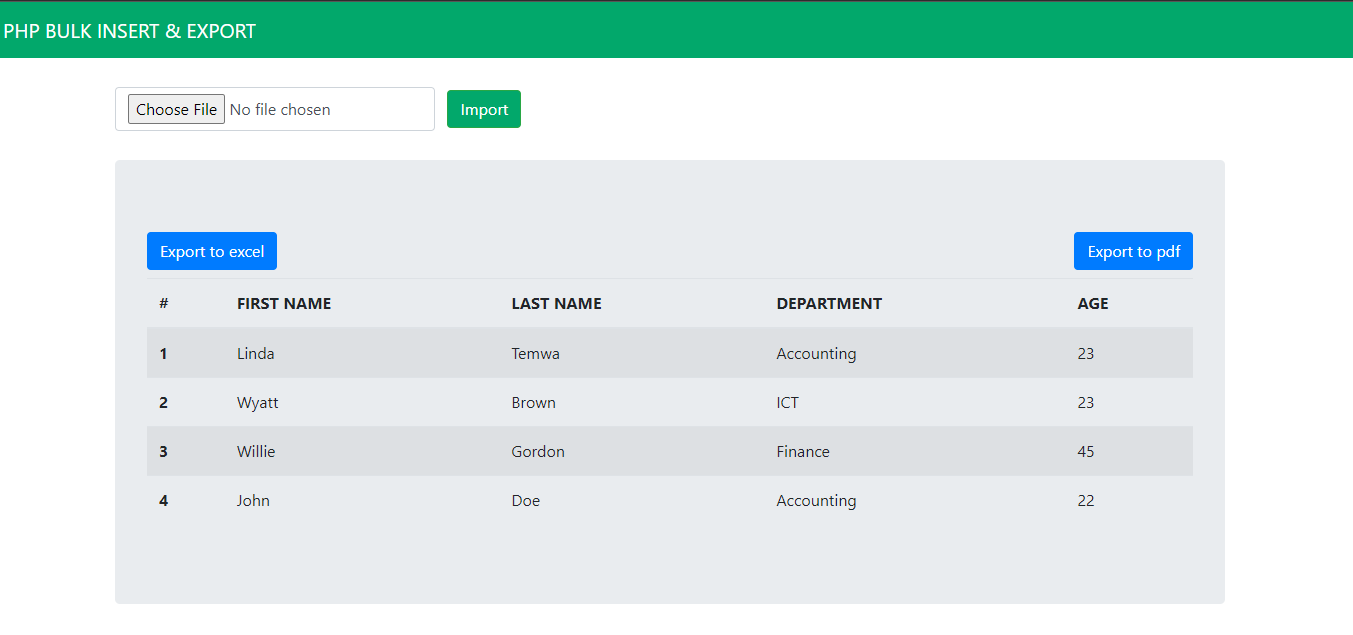 PHP BULK INSERT & EXPORT
Choose File No file chosen Import
Export to excel Export to pdf
# FIRST NAME LAST NAME DEPARTMENT AGE
1 Linda Temwa Accounting 23
2 Wyatt Brown ICT 23
3 Willie Gordon Finance 45
4 John Doe Accounting 22